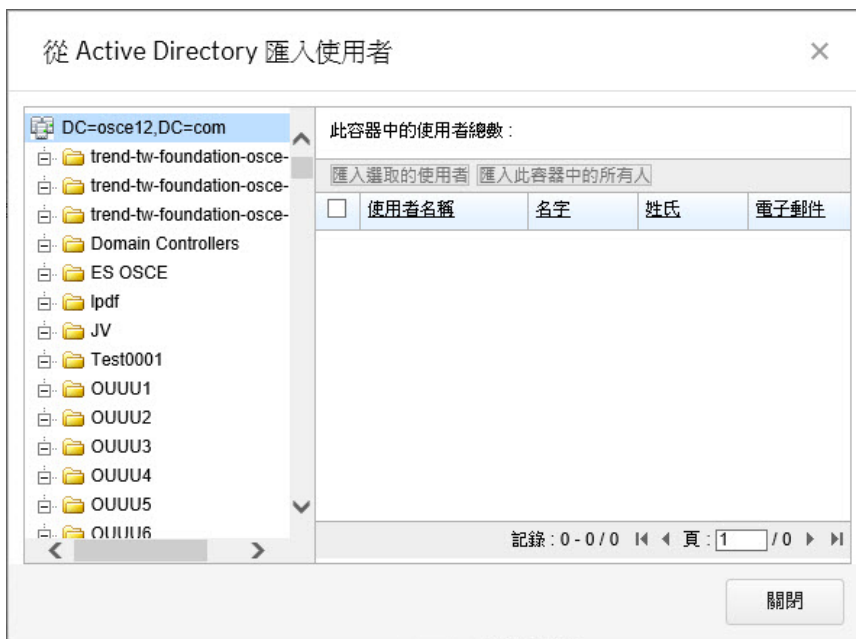 從 Active Directory 匯入使用者
DC=osce12,DC=com
trend-tw-foundation-osce-
trend-tw-foundation-osce-
trend-tw-foundation-osce-
Domain Controllers
ES OSCE
lpdf
JV
Test0001
OUUU1
OUUU2
OUUU3
OUUU4
OUUU5
OUUU6
此容器中的使用者總數 :
匯入選取的使用者 匯入此容器中的所有人
使用者名稱 名字 姓氏 電子郵件
記錄 : 0 - 0 / 0 頁 : 1 / 0
關閉